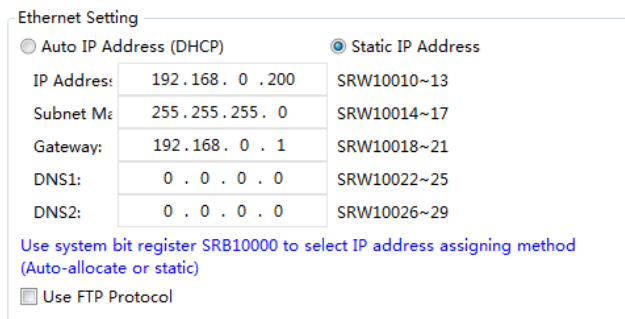 Ethernet Setting
Auto IP Address (DHCP) Static IP Address
IP Address 192.168. 0 .200 SRW10010~13
Subnet Ma 255.255.255. 0 SRW10014~17
Gateway: 192.168. 0 . 1 SRW10018~21
DNS1: 0 . 0 . 0 . 0 SRW10022~25
DNS2: 0 . 0 . 0 . 0 SRW10026~29
Use system bit register SRB10000 to select IP address assigning method
(Auto-allocate or static)
Use FTP Protocol